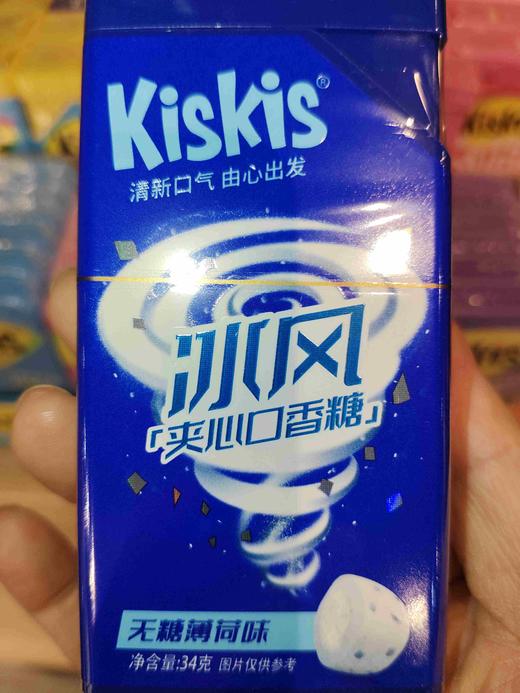 Kiskis®
清新口气 由心出发
冰风
「夹心口香糖」
无糖薄荷味
净含量:34克 图片仅供参考